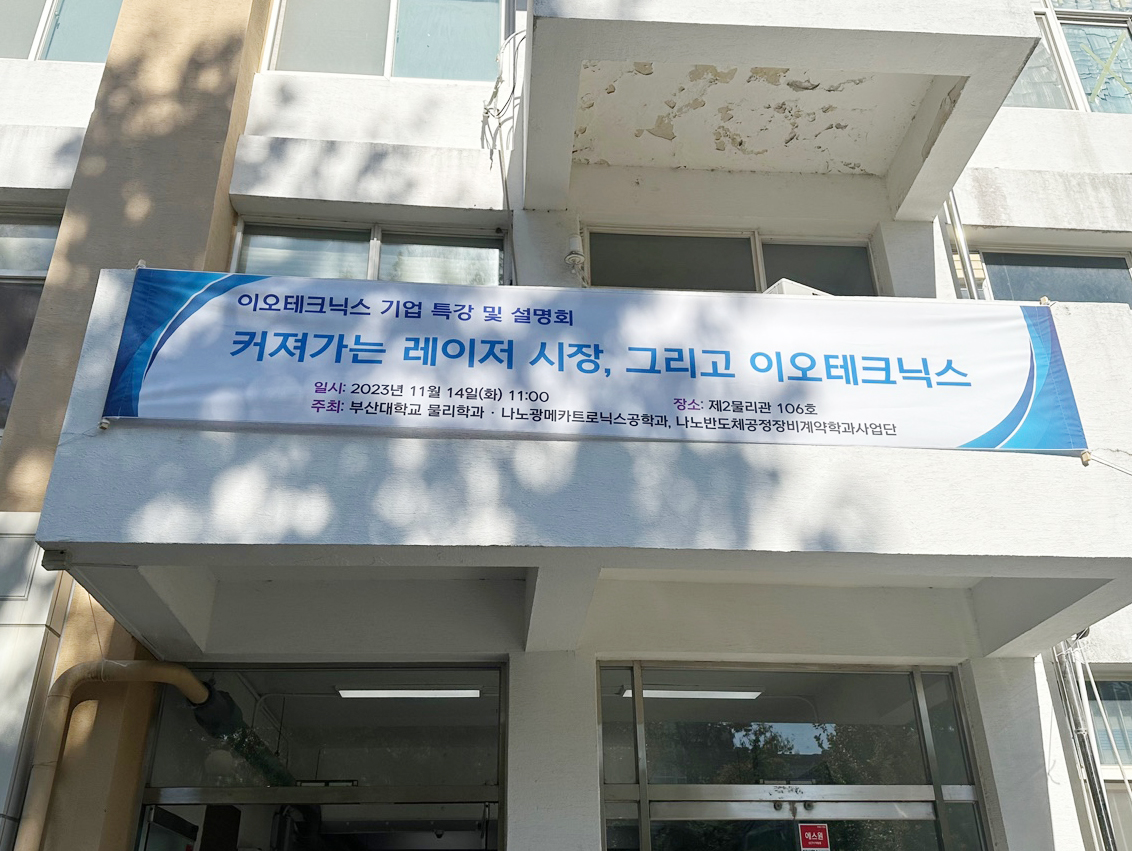 이오테크닉스 기업 특강 및 설명회
커져가는 레이저 시장, 그리고 이오테크닉스
일시: 2023년 11월 14일(화) 11:00
장소: 제2물리관 106호
주최: 부산대학교 물리학과 · 나노광메카트로닉스공학과, 나노반도체공정장비계약학과사업단
에스원